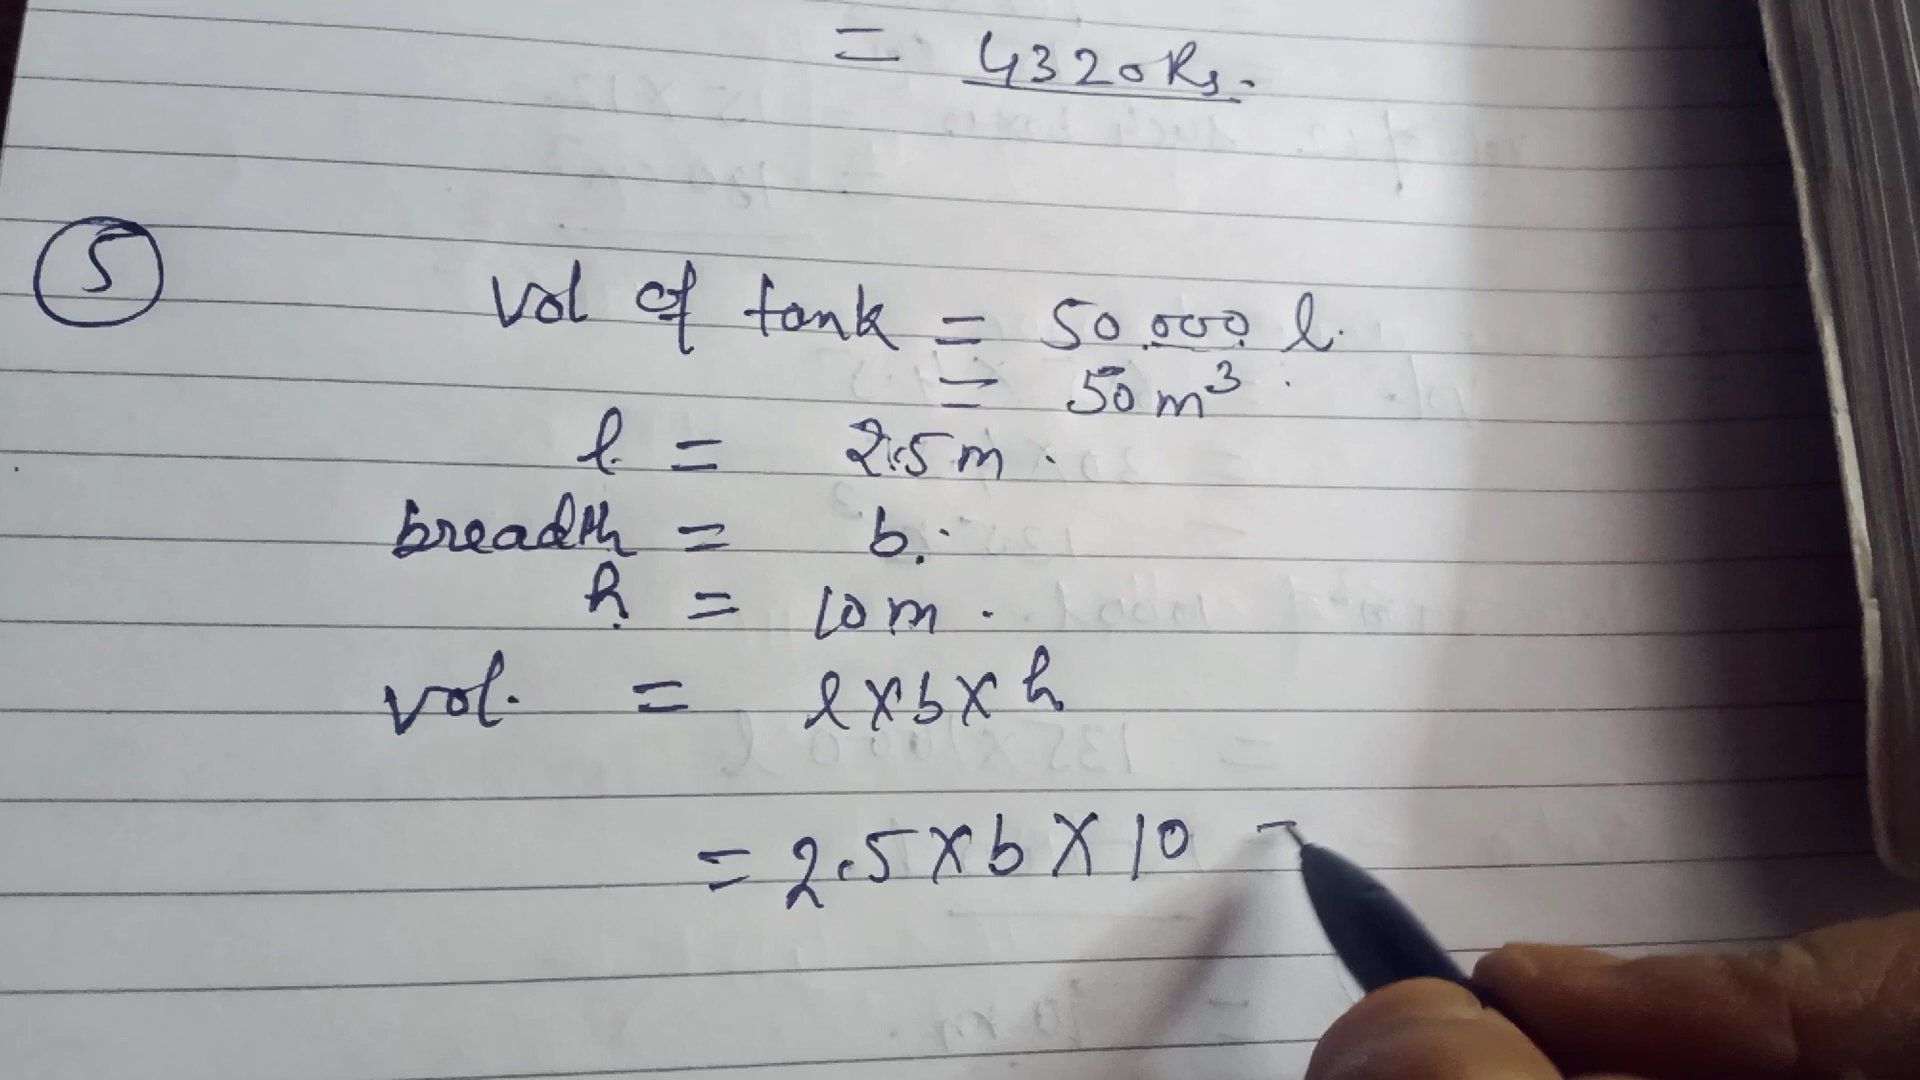 = 4320 Rs.
5
Vol of tank = 50,000 l.
= 50 m³.
l. = 2.5 m.
breadth = b.
h = 10 m.
vol. = l x b x h
= 2.5 x b x 10 =